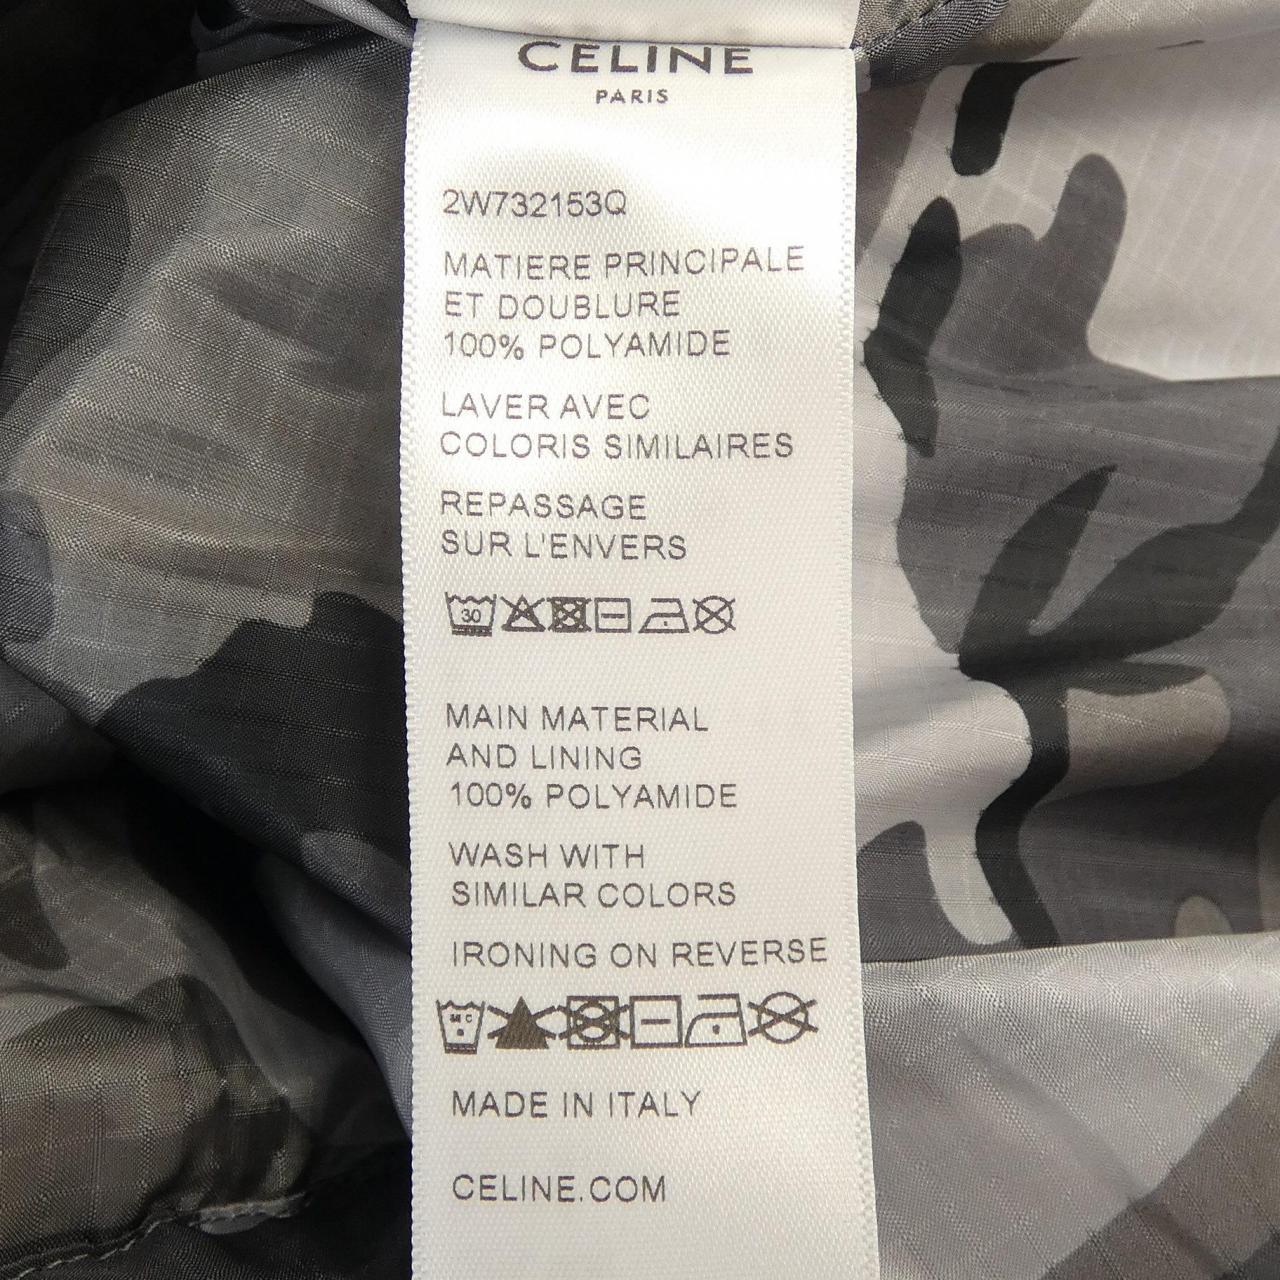 CELINE
PARIS
2W732153Q
MATIERE PRINCIPALE
ET DOUBLURE
100% POLYAMIDE
LAVER AVEC
COLORIS SIMILAIRES
REPASSAGE
SUR L'ENVERS
30
MAIN MATERIAL
AND LINING
100% POLYAMIDE
WASH WITH
SIMILAR COLORS
IRONING ON REVERSE
MC
MADE IN ITALY
CELINE.COM